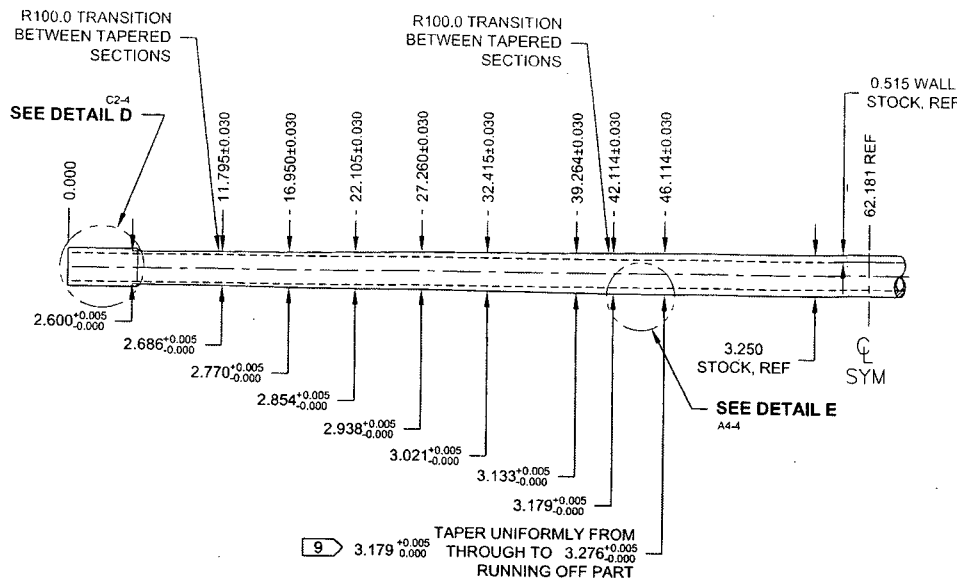 R100.0 TRANSITION
BETWEEN TAPERED
SECTIONS
R100.0 TRANSITION
BETWEEN TAPERED
SECTIONS
C2-4
SEE DETAIL D
0.515 WALL
STOCK, REF
0.000
11.795±0.030
16.950±0.030
22.105±0.030
27.260±0.030
32.415±0.030
39.264±0.030
42.114±0.030
46.114±0.030
62.181 REF
2.600 +0.005 -0.000
2.686 +0.005 -0.000
2.770 +0.005 -0.000
2.854 +0.005 -0.000
2.938 +0.005 -0.000
3.021 +0.005 -0.000
3.133 +0.005 -0.000
3.179 +0.005 -0.000
3.250
STOCK, REF
CL
SYM
SEE DETAIL E
A4-4
TAPER UNIFORMLY FROM
9 3.179 +0.005 0.000 THROUGH TO 3.276 +0.005 -0.000
RUNNING OFF PART